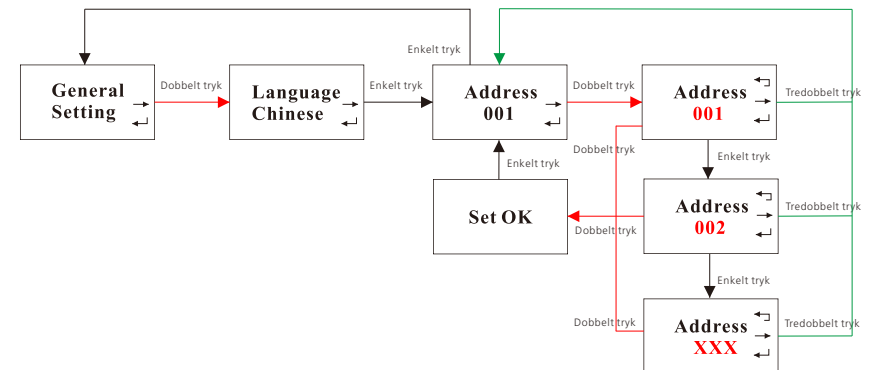 Enkelt tryk
General
Setting
Dobbelt tryk
Language
Chinese
Enkelt tryk
Address
001
Dobbelt tryk
Address
001
Tredobbelt tryk
Dobbelt tryk
Enkelt tryk
Enkelt tryk
Set OK
Dobbelt tryk
Address
002
Tredobbelt tryk
Enkelt tryk
Dobbelt tryk
Address
XXX
Tredobbelt tryk